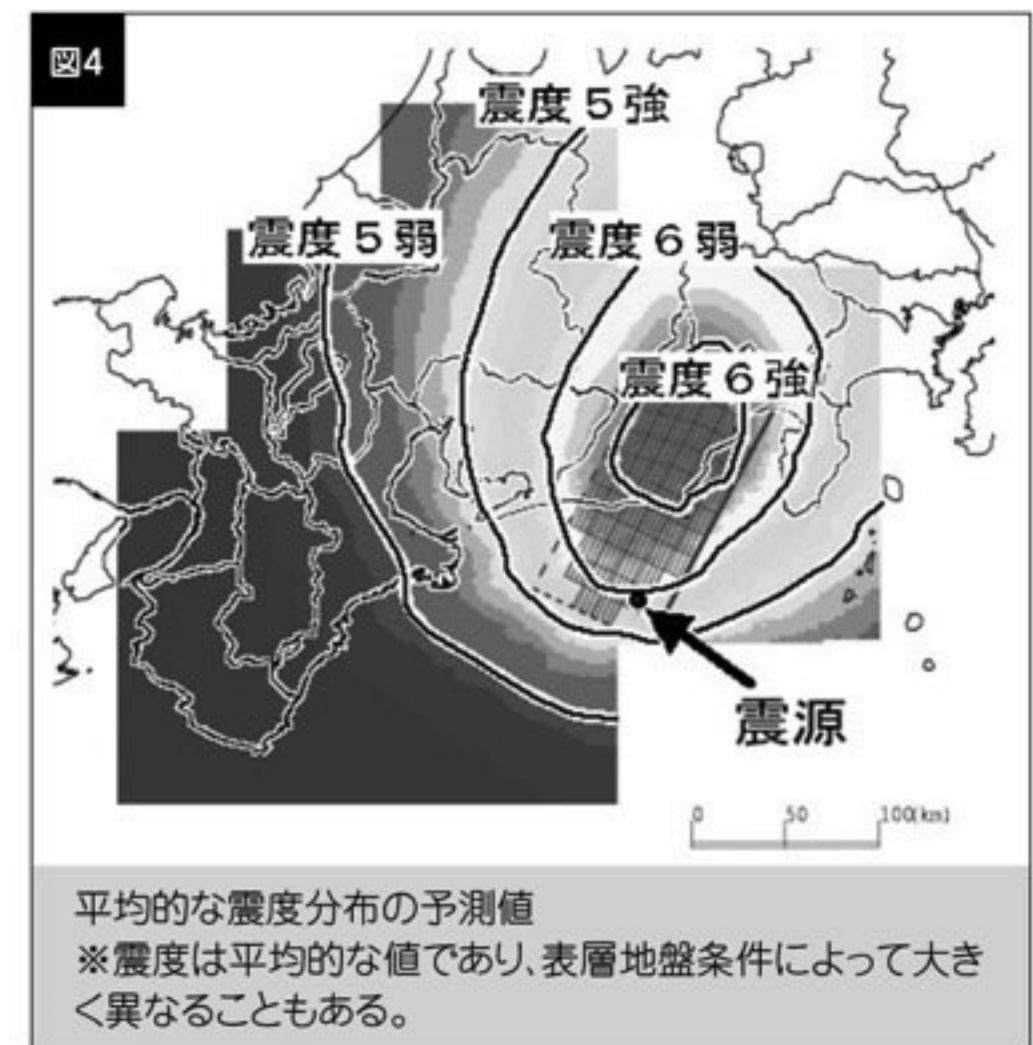 図4
震度5強
震度5弱
震度6弱
震度6強
震源
0 50 100(km)
平均的な震度分布の予測値
※震度は平均的な値であり、表層地盤条件によって大き
く異なることもある。